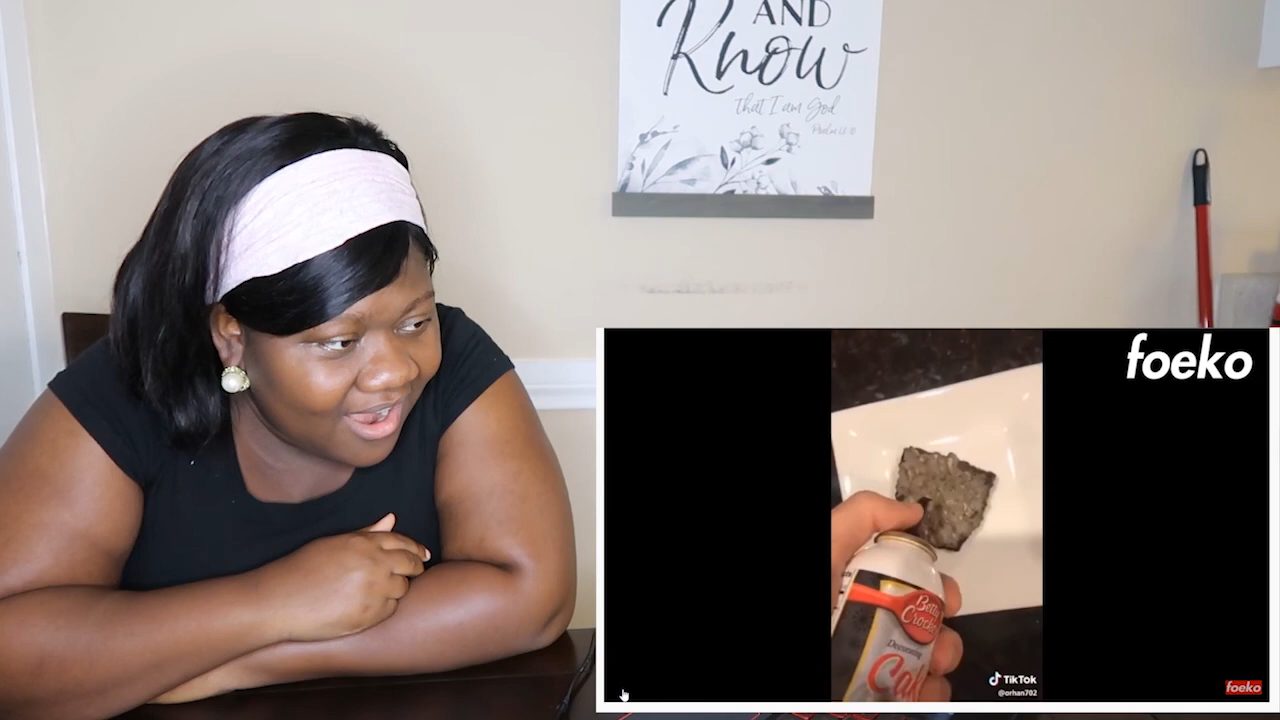 AND
Know
that I am God
foeko
Betty
Crocker
Decorating
TikTok
@orhan702
foeko